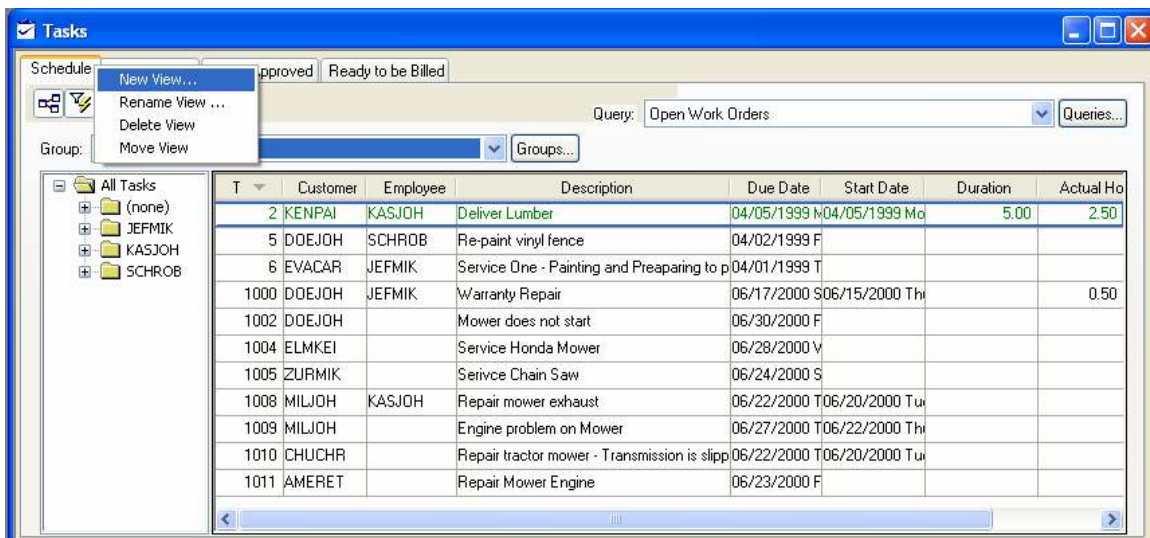 Tasks
Schedule pproved Ready to be Billed
New View...
Rename View ...
Delete View
Move View
Query: Open Work Orders Queries...
Group: Groups...
All Tasks
(none)
JEFMIK
KASJOH
SCHROB
T Customer Employee Description Due Date Start Date Duration Actual Ho
2 KENPAI KASJOH Deliver Lumber 04/05/1999 M 04/05/1999 Mo 5.00 2.50
5 DOEJOH SCHROB Re-paint vinyl fence 04/02/1999 F
6 EVACAR JEFMIK Service One - Painting and Preaparing to p 04/01/1999 T
1000 DOEJOH JEFMIK Warranty Repair 06/17/2000 S 06/15/2000 Thu 0.50
1002 DOEJOH Mower does not start 06/30/2000 F
1004 ELMKEI Service Honda Mower 06/28/2000 W
1005 ZURMIK Serivce Chain Saw 06/24/2000 S
1008 MILJOH KASJOH Repair mower exhaust 06/22/2000 T 06/20/2000 Tue
1009 MILJOH Engine problem on Mower 06/27/2000 T 06/22/2000 Thu
1010 CHUCHR Repair tractor mower - Transmission is slipp 06/22/2000 T 06/20/2000 Tue
1011 AMERET Repair Mower Engine 06/23/2000 F